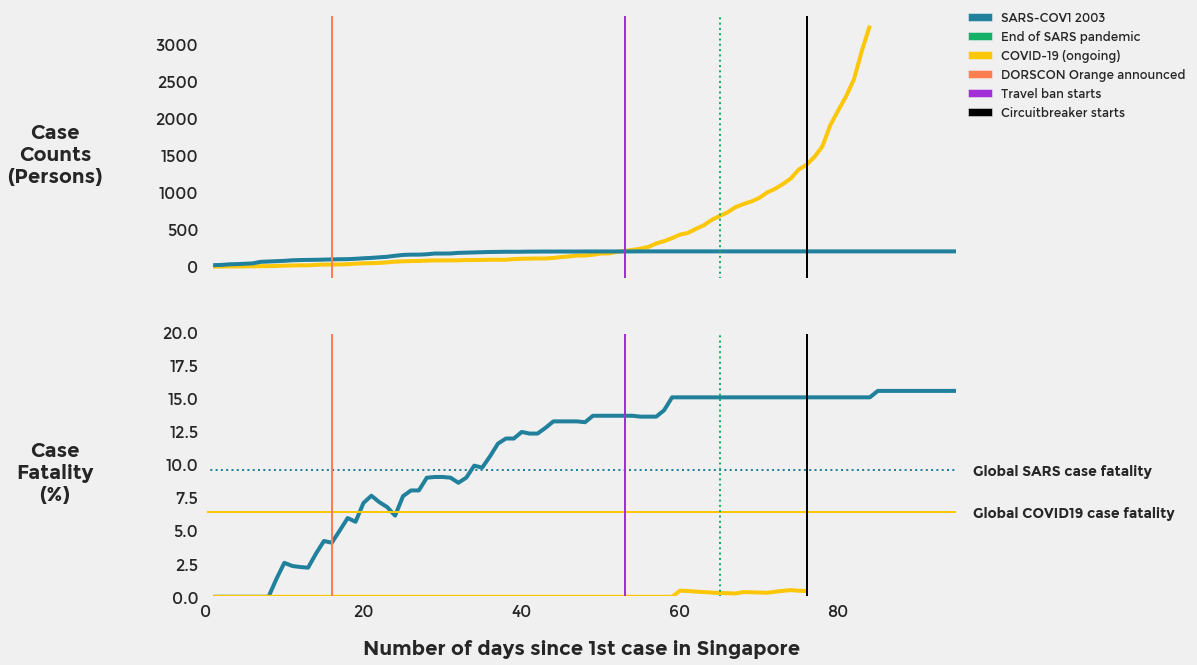 SARS-COV1 2003
End of SARS pandemic
COVID-19 (ongoing)
DORSCON Orange announced
Travel ban starts
Circuitbreaker starts
Case
Counts
(Persons)
3000
2500
2000
1500
1000
500
0
Case
Fatality
(%)
20.0
17.5
15.0
12.5
10.0
7.5
5.0
2.5
0.0
Global SARS case fatality
Global COVID19 case fatality
0 20 40 60 80
Number of days since 1st case in Singapore